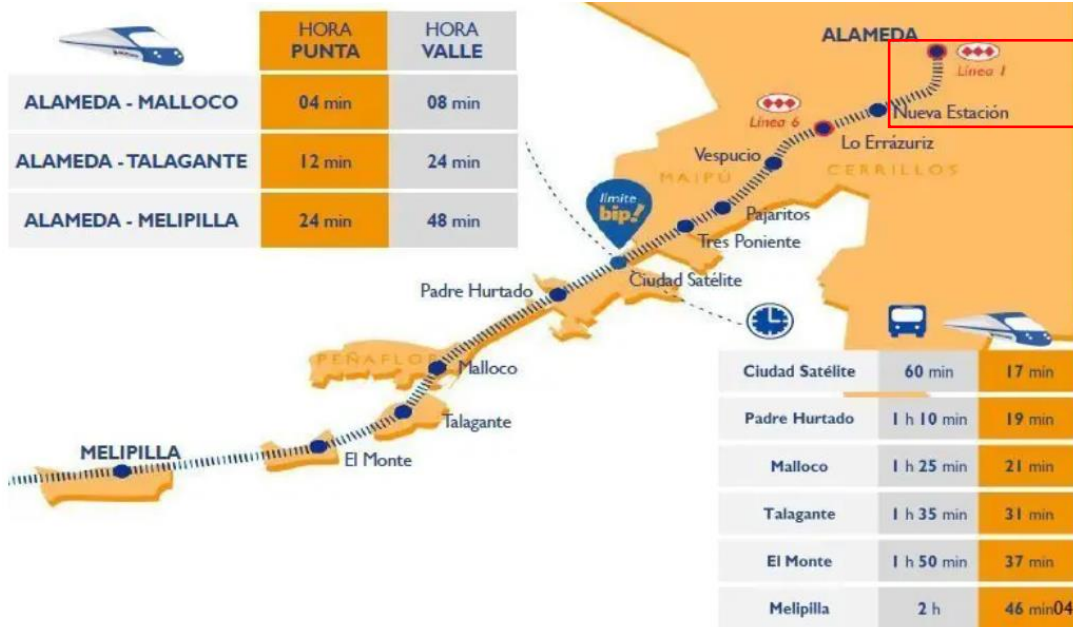 HORA PUNTA
HORA VALLE
ALAMEDA - MALLOCO 04 min 08 min
ALAMEDA - TALAGANTE 12 min 24 min
ALAMEDA - MELIPILLA 24 min 48 min
ALAMEDA
Línea 1
Nueva Estación
Línea 6
Lo Errázuriz
Vespucio
CERRILLOS
MAIPÚ
límite
bip!
Pajaritos
Tres Poniente
Ciudad Satélite
Padre Hurtado
PEÑAFLOR
Malloco
Talagante
El Monte
MELIPILLA
Ciudad Satélite 60 min 17 min
Padre Hurtado 1 h 10 min 19 min
Malloco 1 h 25 min 21 min
Talagante 1 h 35 min 31 min
El Monte 1 h 50 min 37 min
Melipilla 2 h 46 min04